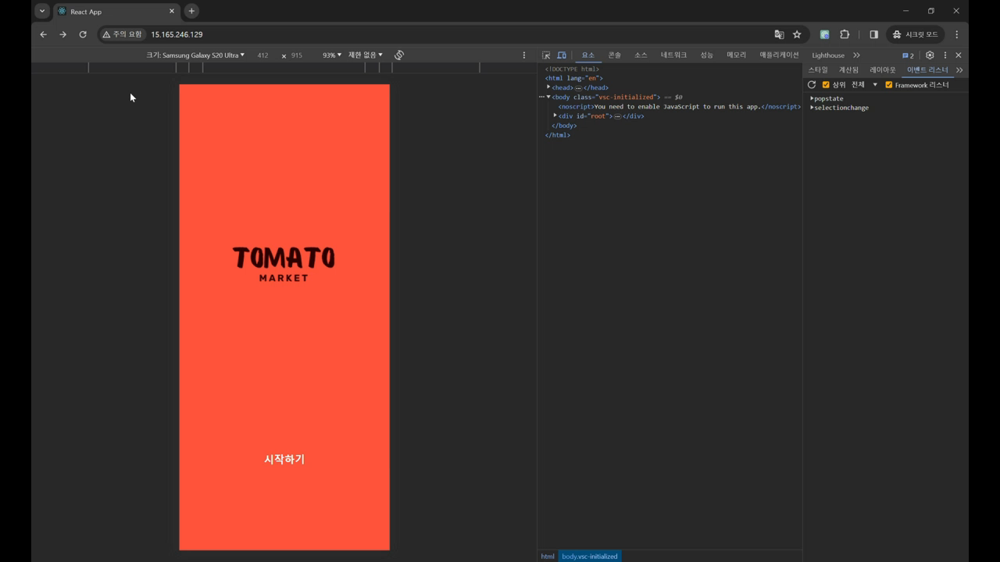 React App
주의 요함
15.165.246.129
시크릿 모드
크기: Samsung Galaxy S20 Ultra
412 x 915
93%
제한 없음
요소
콘솔
소스
네트워크
성능
메모리
애플리케이션
Lighthouse
2
<!DOCTYPE html>
<html lang="en">
<head> … </head>
<body class="vsc-initialized"> == $0
<noscript>You need to enable JavaScript to run this app.</noscript>
<div id="root"> … </div>
</body>
</html>
스타일
계산됨
레이아웃
이벤트 리스너
상위
전체
Framework 리스너
popstate
selectionchange
TOMATO
MARKET
시작하기
html
body.vsc-initialized